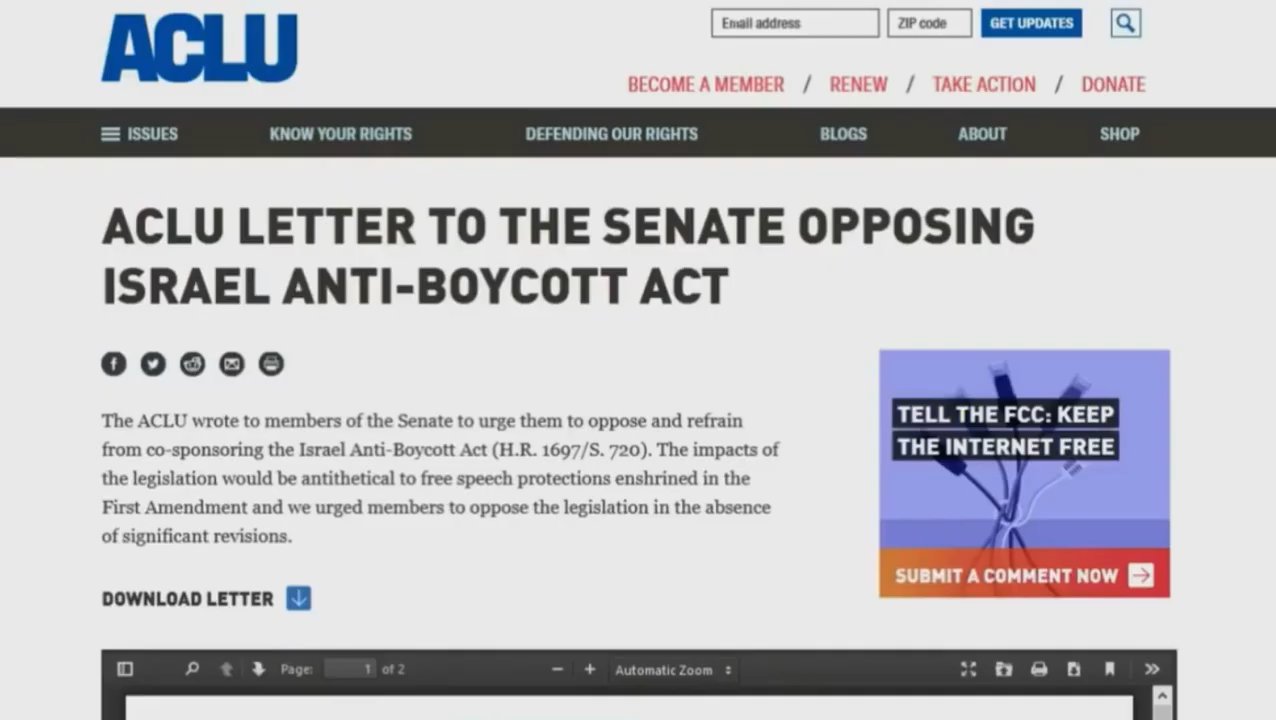 ACLU
Email address
ZIP code
GET UPDATES
BECOME A MEMBER / RENEW / TAKE ACTION / DONATE
ISSUES
KNOW YOUR RIGHTS
DEFENDING OUR RIGHTS
BLOGS
ABOUT
SHOP
ACLU LETTER TO THE SENATE OPPOSING
ISRAEL ANTI-BOYCOTT ACT
The ACLU wrote to members of the Senate to urge them to oppose and refrain
from co-sponsoring the Israel Anti-Boycott Act (H.R. 1697/S. 720). The impacts of
the legislation would be antithetical to free speech protections enshrined in the
First Amendment and we urged members to oppose the legislation in the absence
of significant revisions.
TELL THE FCC: KEEP
THE INTERNET FREE
SUBMIT A COMMENT NOW
DOWNLOAD LETTER
Page: 1 of 2
Automatic Zoom